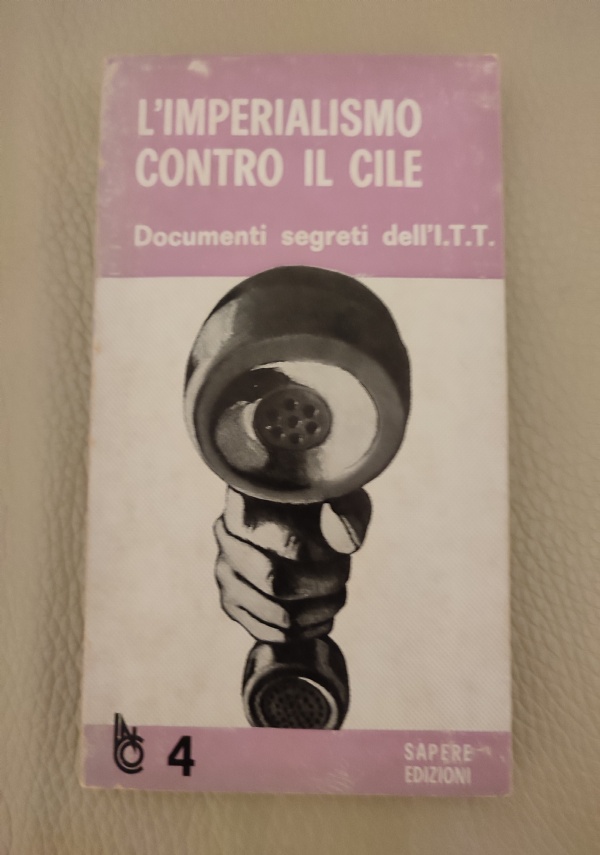 L'IMPERIALISMO
CONTRO IL CILE
Documenti segreti dell'I.T.T.
4
SAPERE
EDIZIONI